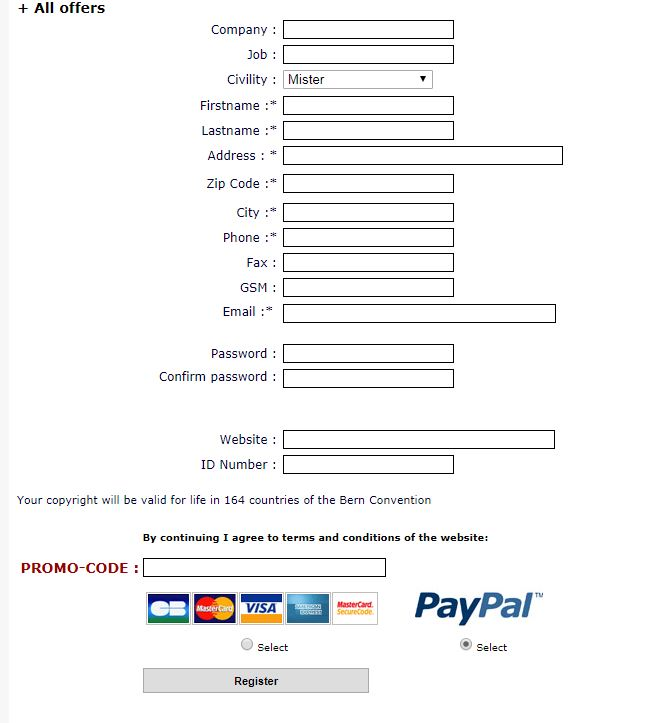 + All offers
Company :
Job :
Civility : Mister
Firstname :*
Lastname :*
Address : *
Zip Code :*
City :*
Phone :*
Fax :
GSM :
Email :*
Password :
Confirm password :
Website :
ID Number :
Your copyright will be valid for life in 164 countries of the Bern Convention
By continuing I agree to terms and conditions of the website:
PROMO-CODE :
CB MasterCard VISA AMERICAN EXPRESS MasterCard. SecureCode. PayPal™
Select Select
Register